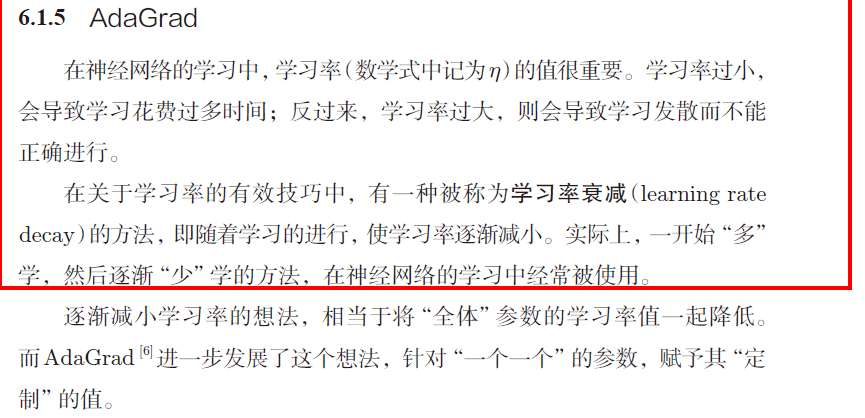 6.1.5 AdaGrad
在神经网络的学习中，学习率（数学式中记为η）的值很重要。学习率过小，
会导致学习花费过多时间；反过来，学习率过大，则会导致学习发散而不能
正确进行。
在关于学习率的有效技巧中，有一种被称为学习率衰减（learning rate
decay）的方法，即随着学习的进行，使学习率逐渐减小。实际上，一开始“多”
学，然后逐渐“少”学的方法，在神经网络的学习中经常被使用。
逐渐减小学习率的想法，相当于将“全体”参数的学习率值一起降低。
而AdaGrad[6]进一步发展了这个想法，针对“一个一个”的参数，赋予其“定
制”的值。